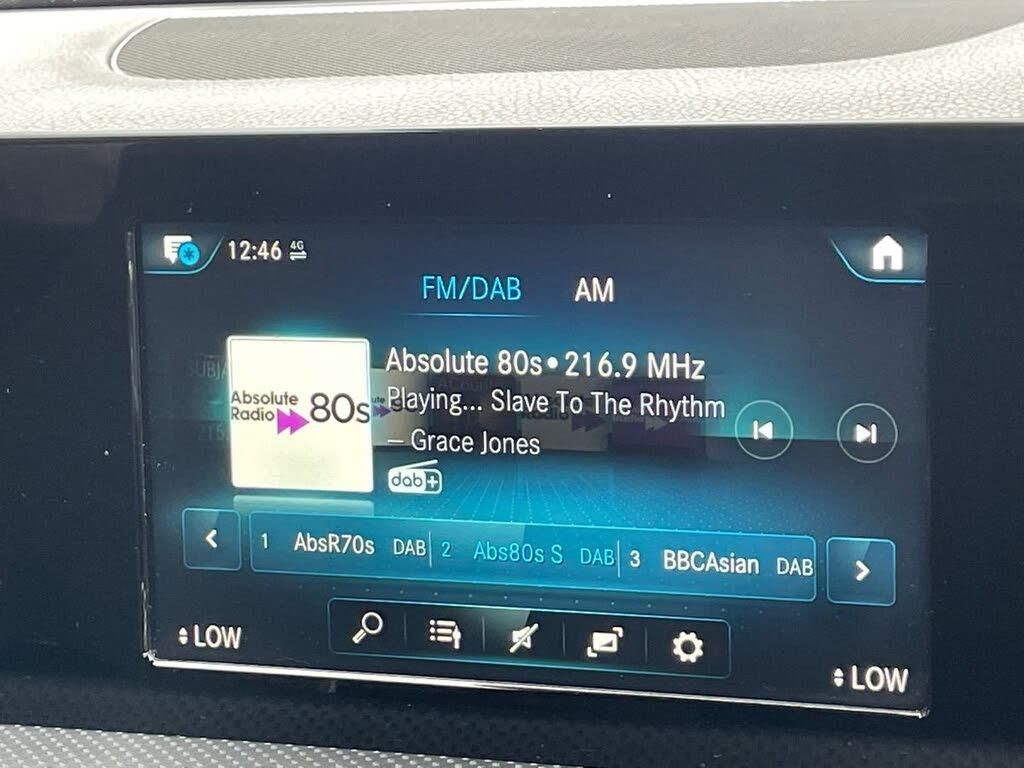 12:46 4G
FM/DAB AM
Absolute 80s • 216.9 MHz
Absolute
Radio 80s
Playing... Slave To The Rhythm
– Grace Jones
dab+
1 AbsR70s DAB 2 Abs80s S DAB 3 BBCAsian DAB
LOW
LOW